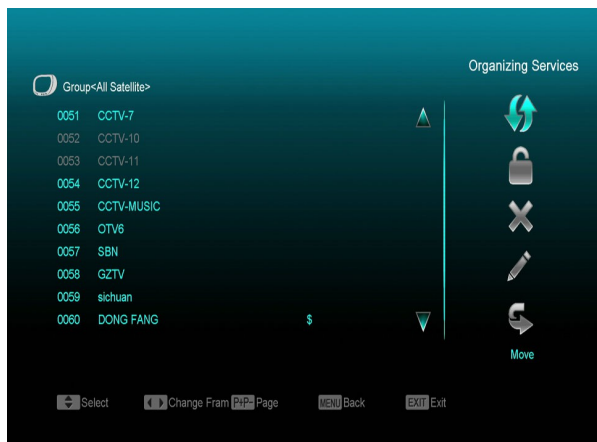 Organizing Services
Group<All Satellite>
0051 CCTV-7
0052 CCTV-10
0053 CCTV-11
0054 CCTV-12
0055 CCTV-MUSIC
0056 OTV6
0057 SBN
0058 GZTV
0059 sichuan
0060 DONG FANG $
Move
Select Change Fram P+P- Page MENU Back EXIT Exit